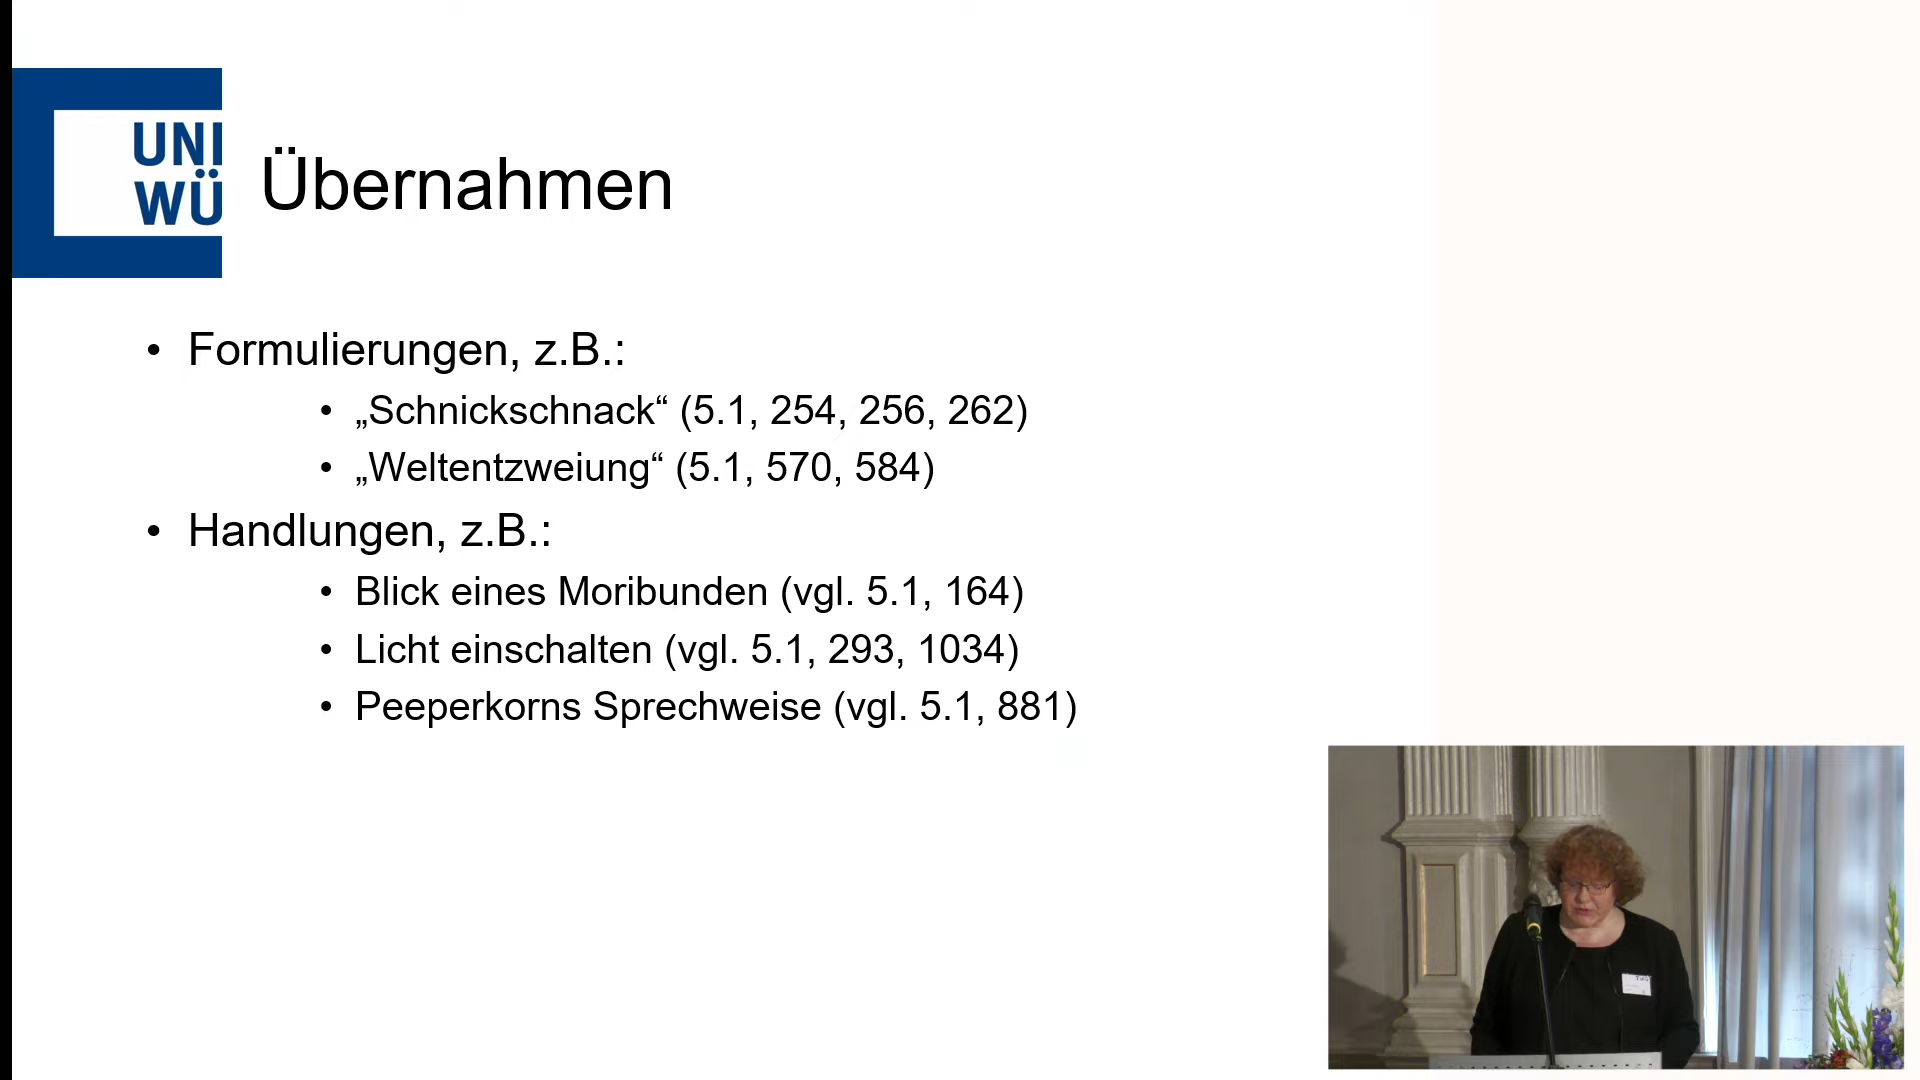 UNI
WÜ
Übernahmen
• Formulierungen, z.B.:
• „Schnickschnack“ (5.1, 254, 256, 262)
• „Weltentzweiung“ (5.1, 570, 584)
• Handlungen, z.B.:
• Blick eines Moribunden (vgl. 5.1, 164)
• Licht einschalten (vgl. 5.1, 293, 1034)
• Peeperkorns Sprechweise (vgl. 5.1, 881)